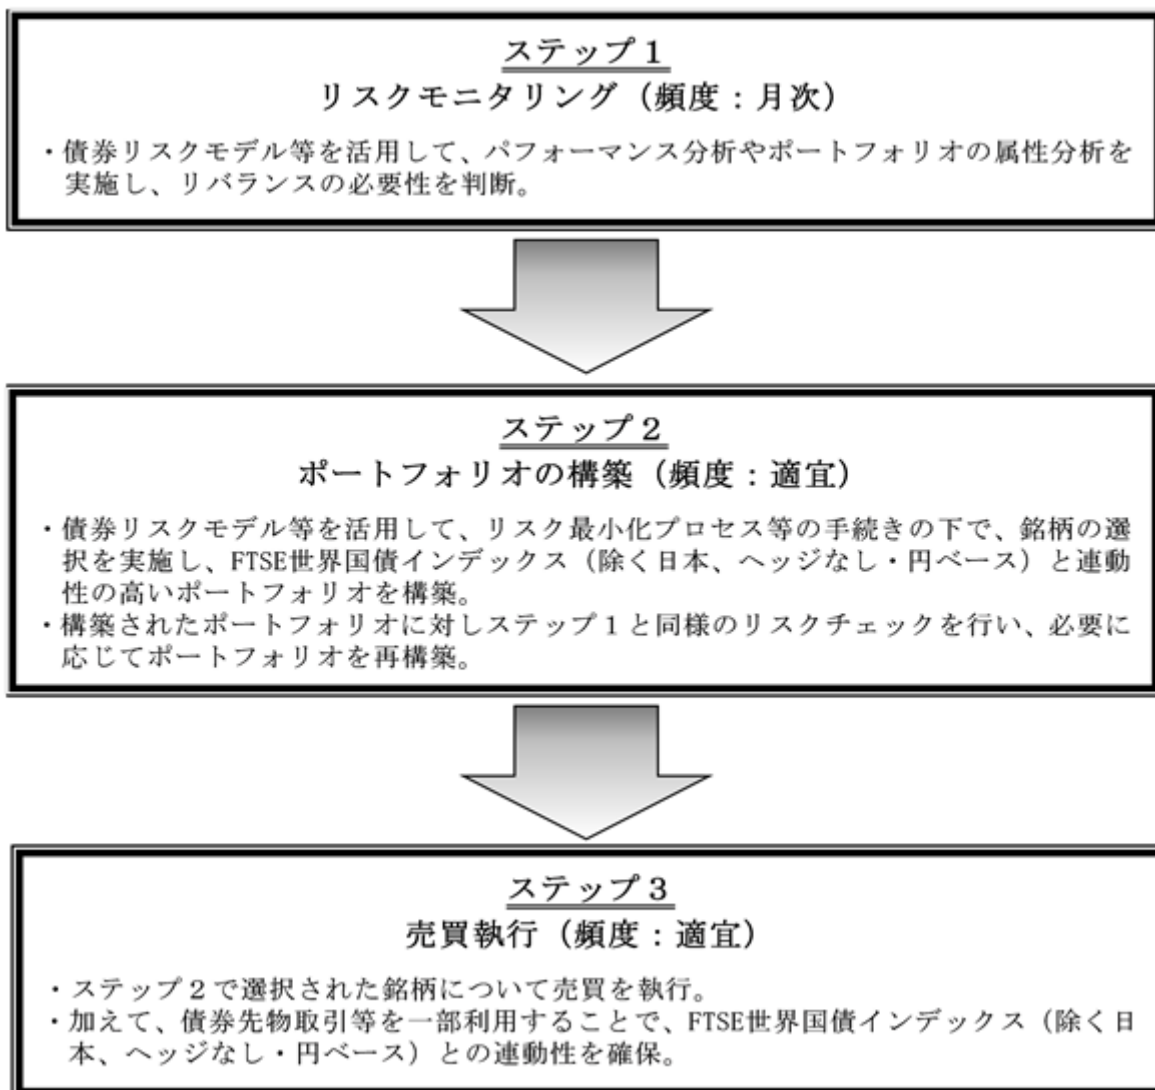 ステップ1
リスクモニタリング（頻度：月次）
・債券リスクモデル等を活用して、パフォーマンス分析やポートフォリオの属性分析を
実施し、リバランスの必要性を判断。
ステップ2
ポートフォリオの構築（頻度：適宜）
・債券リスクモデル等を活用して、リスク最小化プロセス等の手続きの下で、銘柄の選
択を実施し、FTSE世界国債インデックス（除く日本、ヘッジなし・円ベース）と連動
性の高いポートフォリオを構築。
・構築されたポートフォリオに対しステップ1と同様のリスクチェックを行い、必要に
応じてポートフォリオを再構築。
ステップ3
売買執行（頻度：適宜）
・ステップ2で選択された銘柄について売買を執行。
・加えて、債券先物取引等を一部利用することで、FTSE世界国債インデックス（除く日
本、ヘッジなし・円ベース）との連動性を確保。